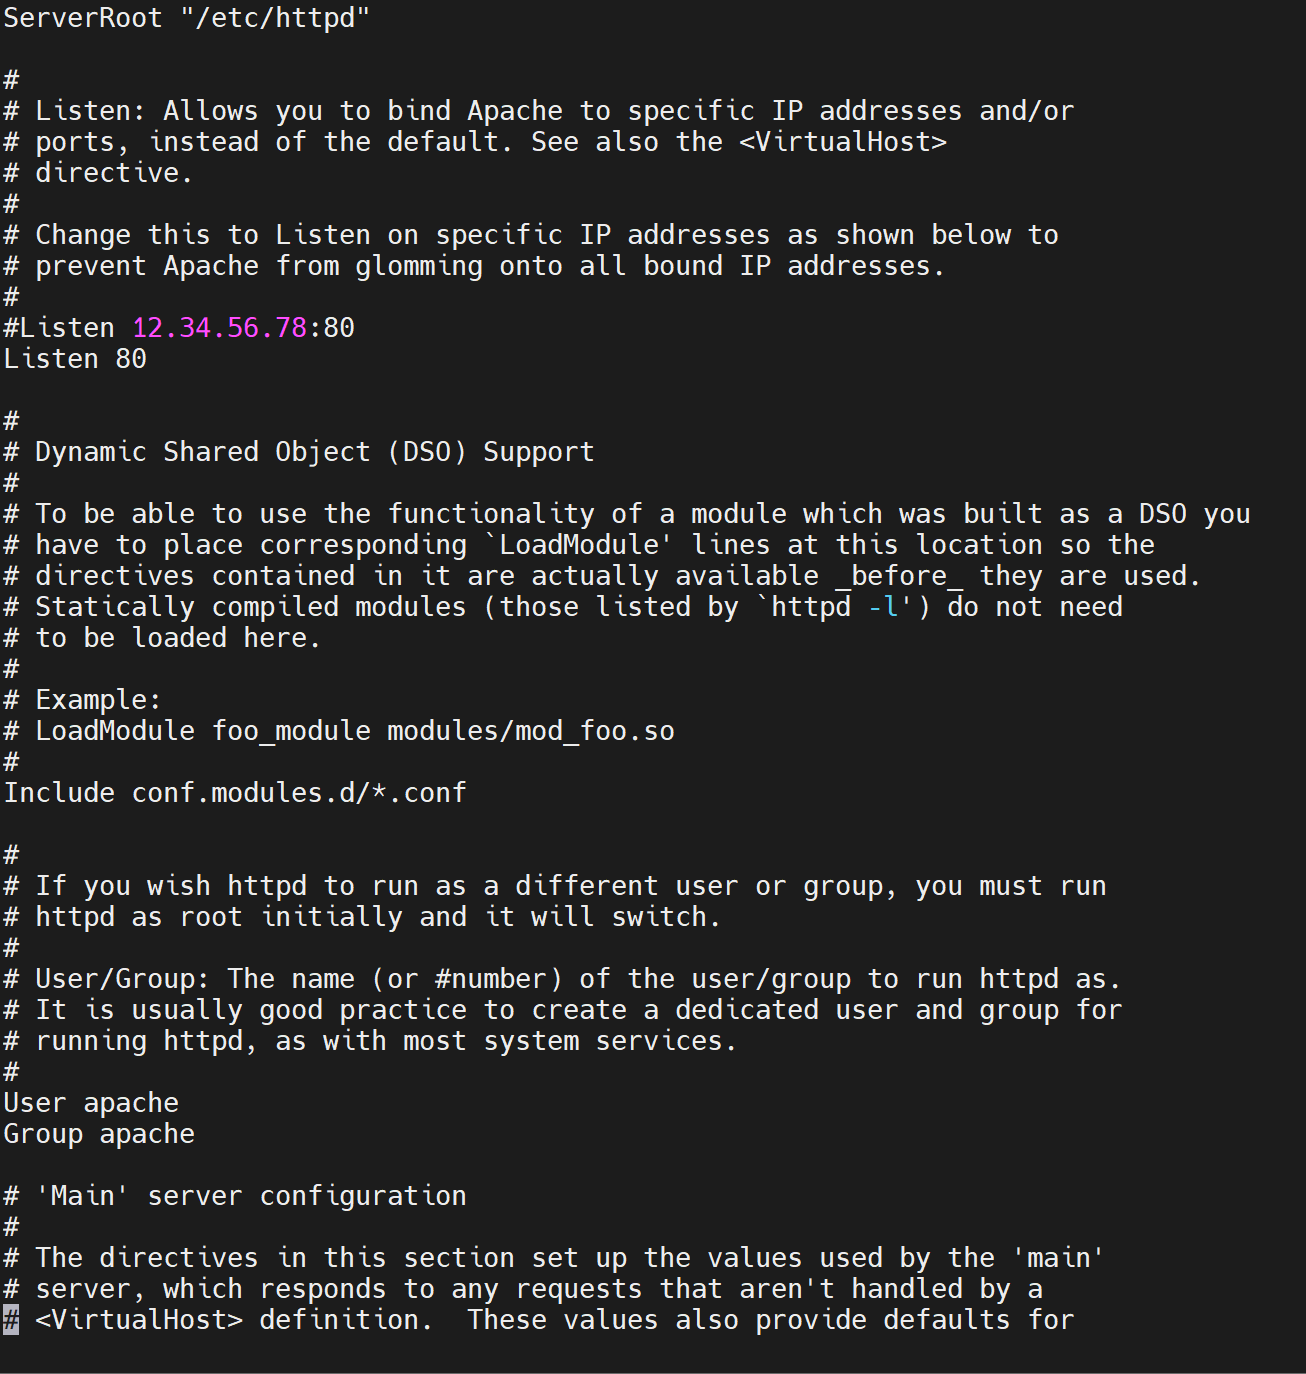 ServerRoot "/etc/httpd"

#
# Listen: Allows you to bind Apache to specific IP addresses and/or
# ports, instead of the default. See also the <VirtualHost>
# directive.
#
# Change this to Listen on specific IP addresses as shown below to
# prevent Apache from glomming onto all bound IP addresses.
#
#Listen 12.34.56.78:80
Listen 80

#
# Dynamic Shared Object (DSO) Support
#
# To be able to use the functionality of a module which was built as a DSO you
# have to place corresponding `LoadModule' lines at this location so the
# directives contained in it are actually available _before_ they are used.
# Statically compiled modules (those listed by `httpd -l') do not need
# to be loaded here.
#
# Example:
# LoadModule foo_module modules/mod_foo.so
#
Include conf.modules.d/*.conf

#
# If you wish httpd to run as a different user or group, you must run
# httpd as root initially and it will switch.
#
# User/Group: The name (or #number) of the user/group to run httpd as.
# It is usually good practice to create a dedicated user and group for
# running httpd, as with most system services.
#
User apache
Group apache

# 'Main' server configuration
#
# The directives in this section set up the values used by the 'main'
# server, which responds to any requests that aren't handled by a
# <VirtualHost> definition.  These values also provide defaults for